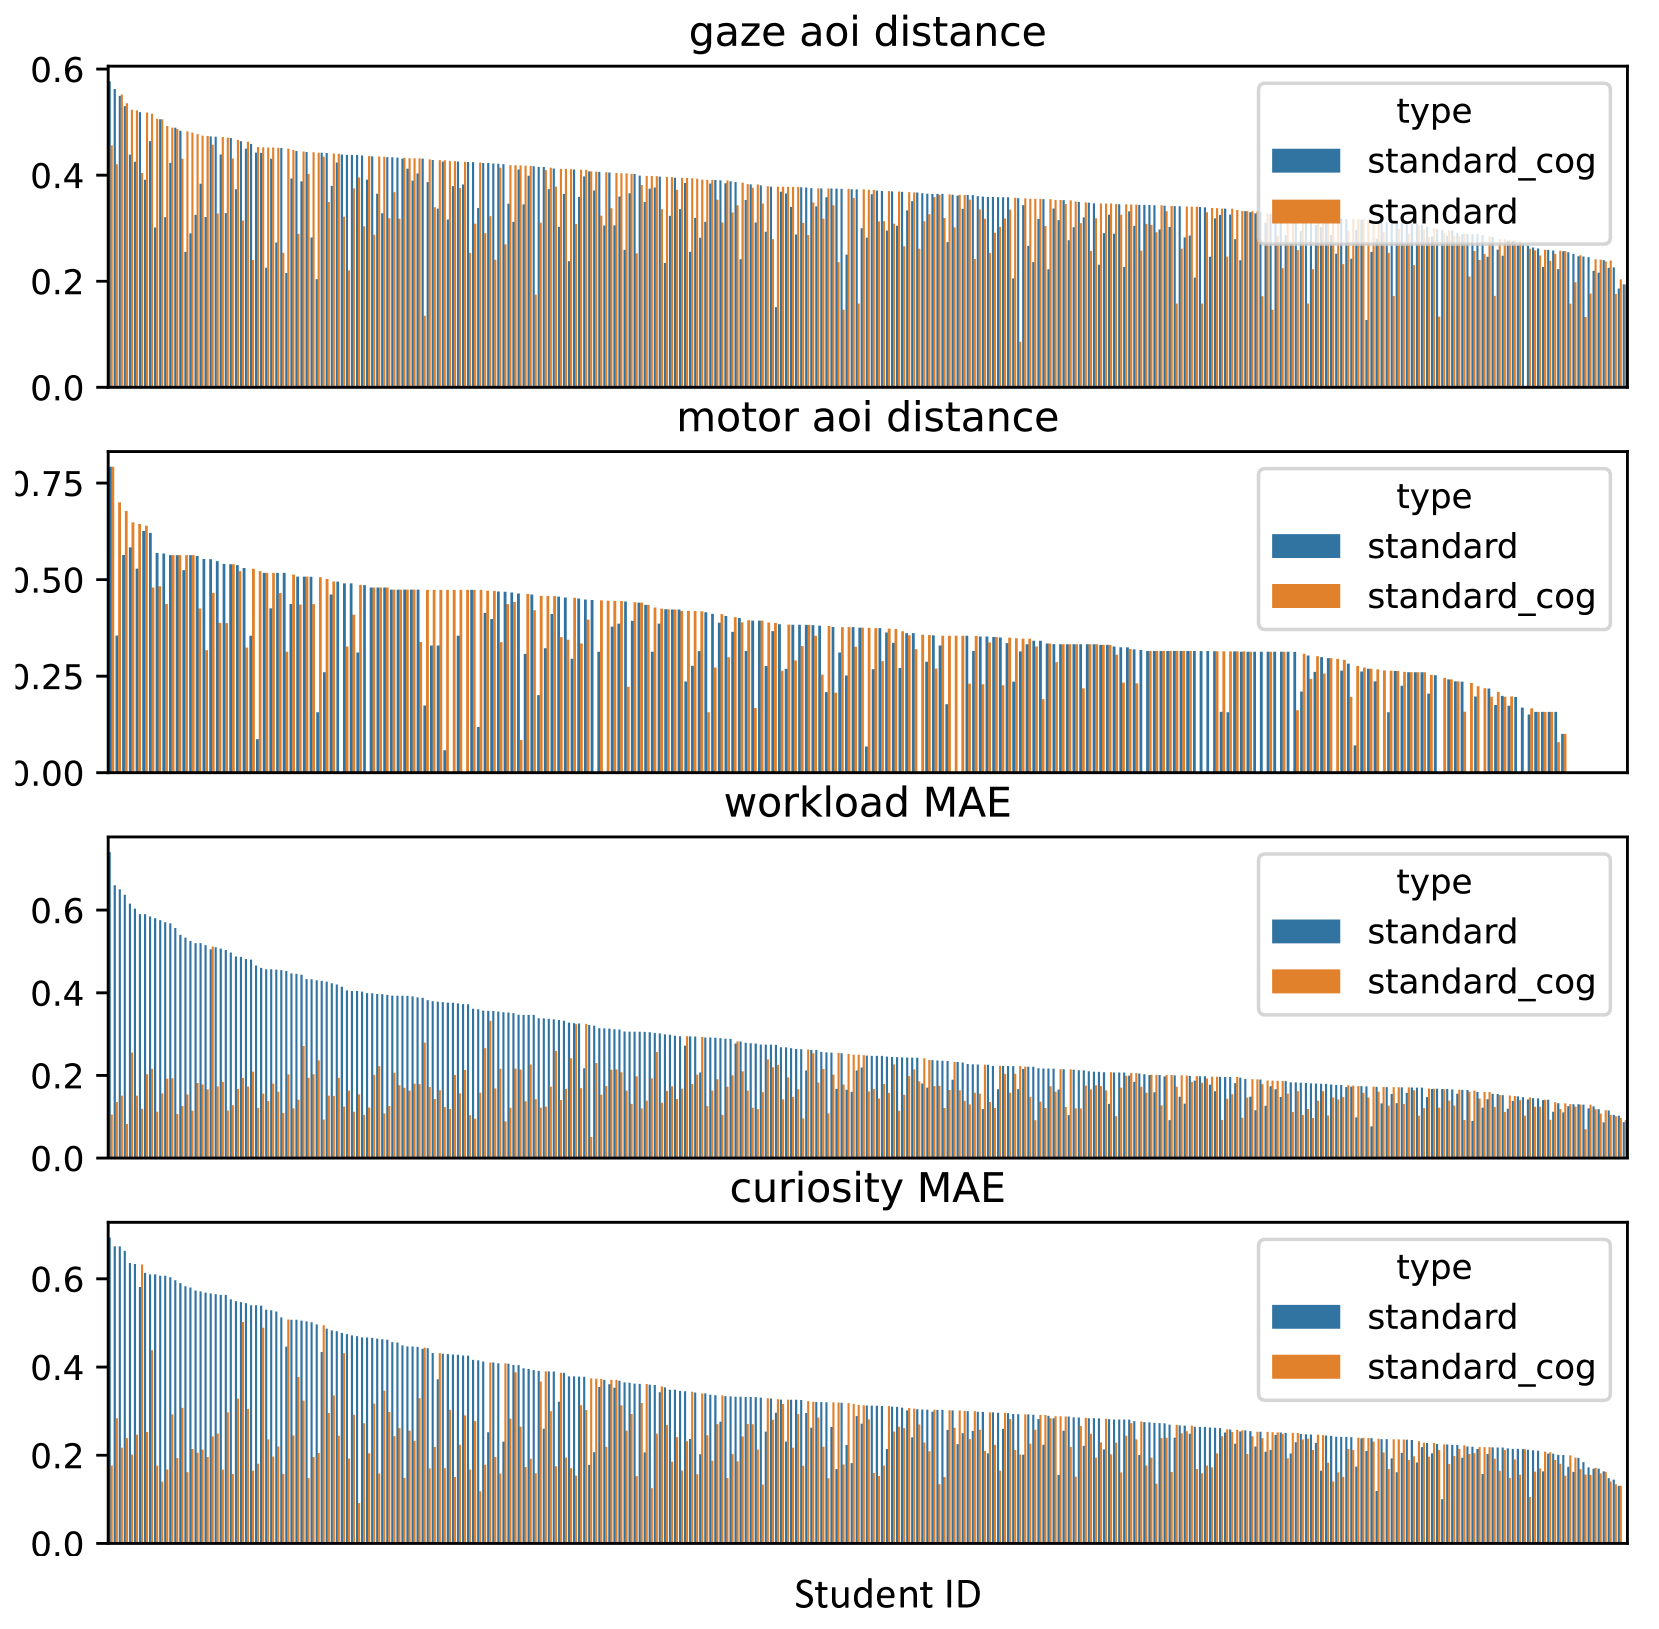 gaze aoi distance
0.6
0.4
0.2
0.0
type
standard_cog
standard
motor aoi distance
0.75
0.50
0.25
0.00
type
standard
standard_cog
workload MAE
0.6
0.4
0.2
0.0
type
standard
standard_cog
curiosity MAE
0.6
0.4
0.2
0.0
type
standard
standard_cog
Student ID